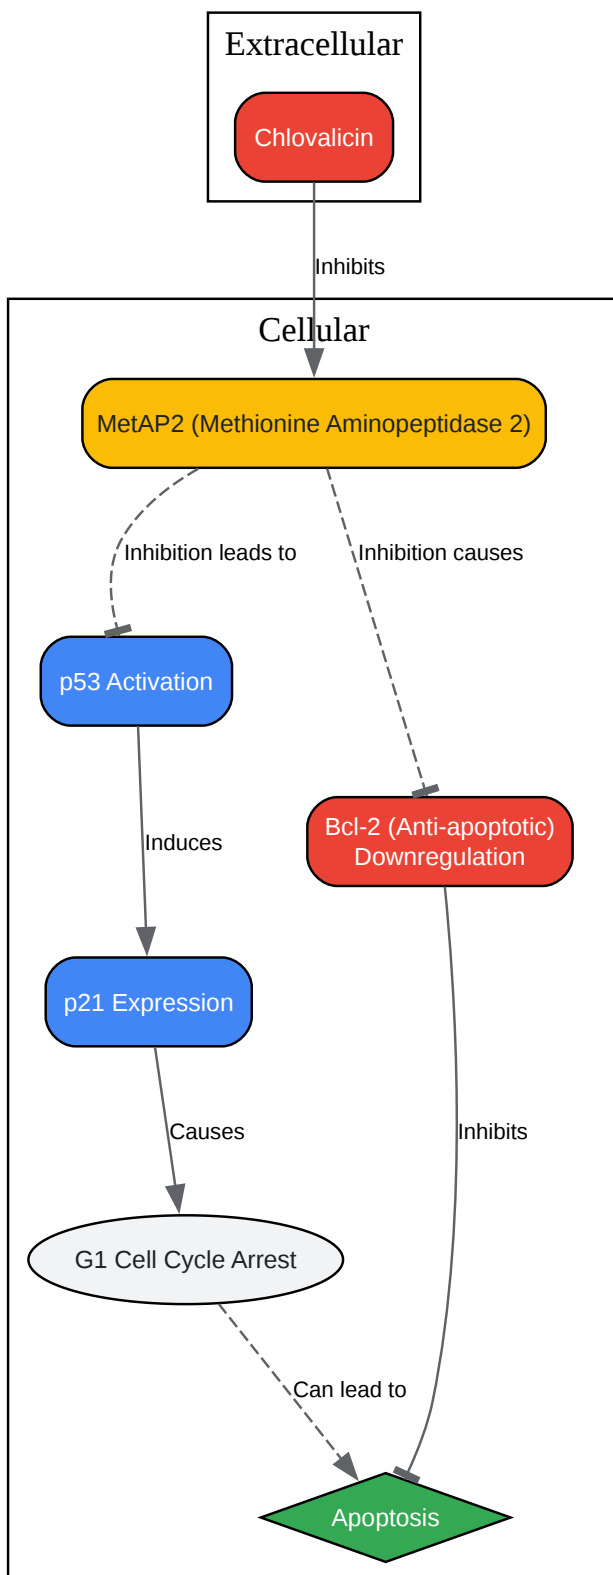 Extracellular
Chlovalicin
Inhibits
Cellular
MetAP2 (Methionine Aminopeptidase 2)
Inhibition leads to
Inhibition causes
p53 Activation
Induces
Bcl-2 (Anti-apoptotic)
Downregulation
p21 Expression
Causes
Inhibits
G1 Cell Cycle Arrest
Can lead to
Apoptosis